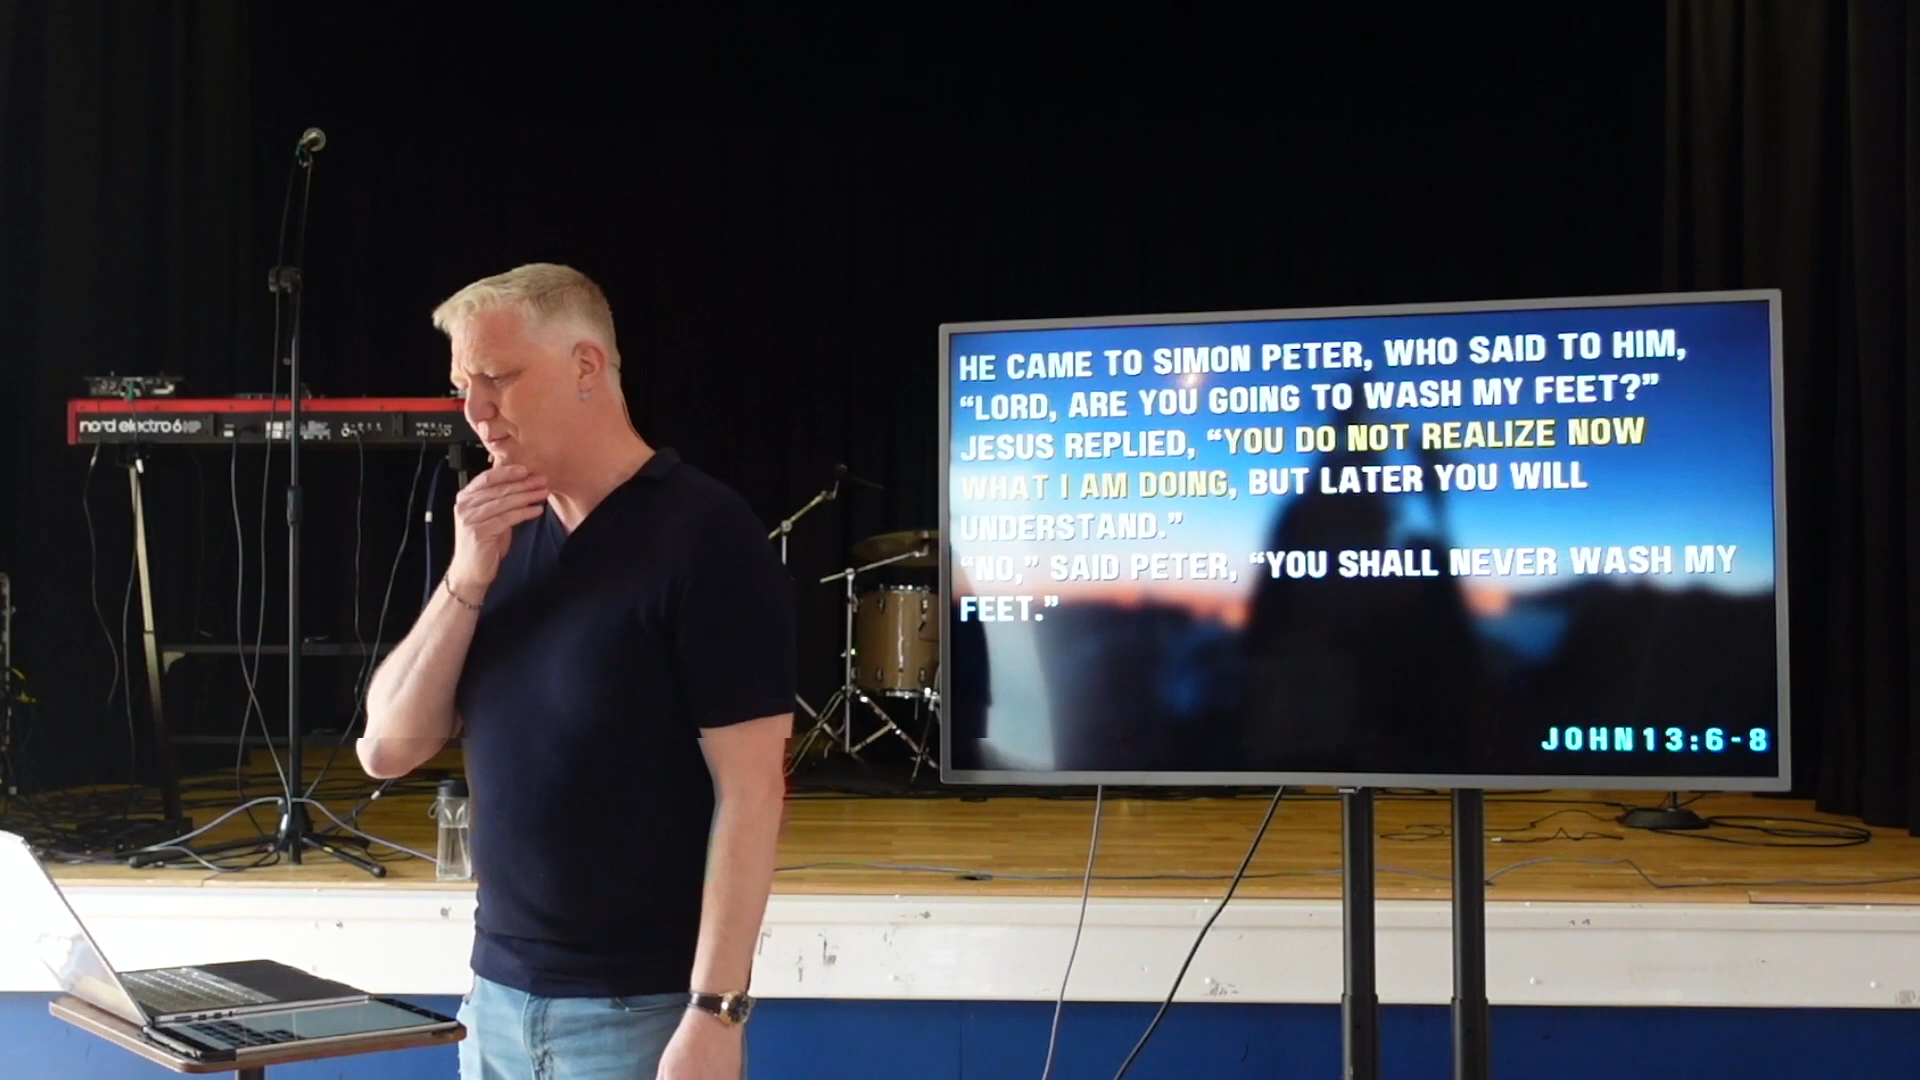 nord electro 6 HP
HE CAME TO SIMON PETER, WHO SAID TO HIM,
“LORD, ARE YOU GOING TO WASH MY FEET?”
JESUS REPLIED, “YOU DO NOT REALIZE NOW
WHAT I AM DOING, BUT LATER YOU WILL
UNDERSTAND.”
“NO,” SAID PETER, “YOU SHALL NEVER WASH MY
FEET.”
JOHN13:6-8